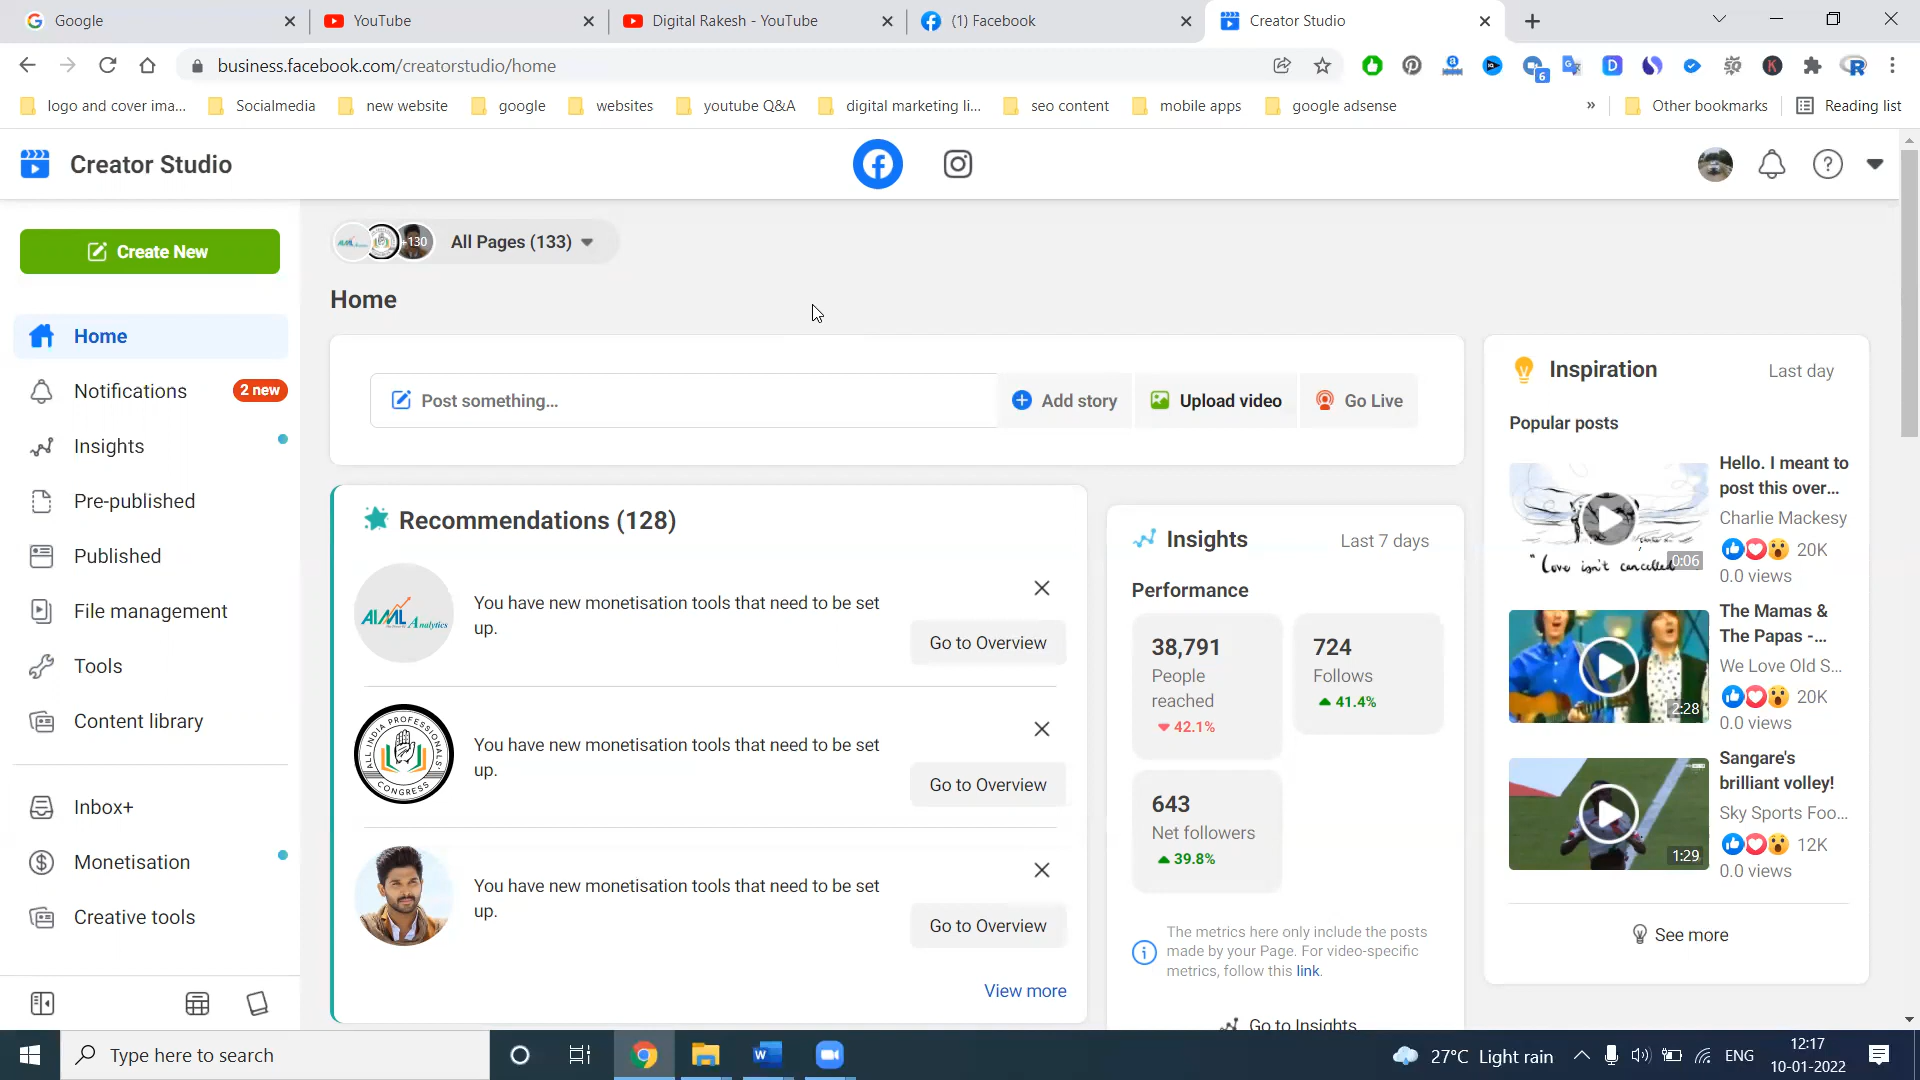 Google
YouTube
Digital Rakesh - YouTube
(1) Facebook
Creator Studio
business.facebook.com/creatorstudio/home
6
logo and cover ima...
Socialmedia
new website
google
websites
youtube Q&A
digital marketing li...
seo content
mobile apps
google adsense
»
Other bookmarks
Reading list
Creator Studio
Create New
+130
All Pages (133)
Home
Home
Notifications
2 new
Insights
Pre-published
Published
File management
Tools
Content library
Inbox+
Monetisation
Creative tools
Post something...
Add story
Upload video
Go Live
Recommendations (128)
AIML Analytics
You have new monetisation tools that need to be set
up.
Go to Overview
ALL INDIA PROFESSIONALS'
CONGRESS
You have new monetisation tools that need to be set
up.
Go to Overview
You have new monetisation tools that need to be set
up.
Go to Overview
View more
Insights
Last 7 days
Performance
38,791
People
reached
42.1%
724
Follows
41.4%
643
Net followers
39.8%
The metrics here only include the posts
made by your Page. For video-specific
metrics, follow this link.
Go to Insights
Inspiration
Last day
Popular posts
"Love isn't cancelled
0:06
Hello. I meant to
post this over...
Charlie Mackesy
20K
0.0 views
2:28
The Mamas &
The Papas -...
We Love Old S...
20K
0.0 views
1:29
Sangare's
brilliant volley!
Sky Sports Foo...
12K
0.0 views
See more
Type here to search
27°C Light rain
ENG
12:17
10-01-2022